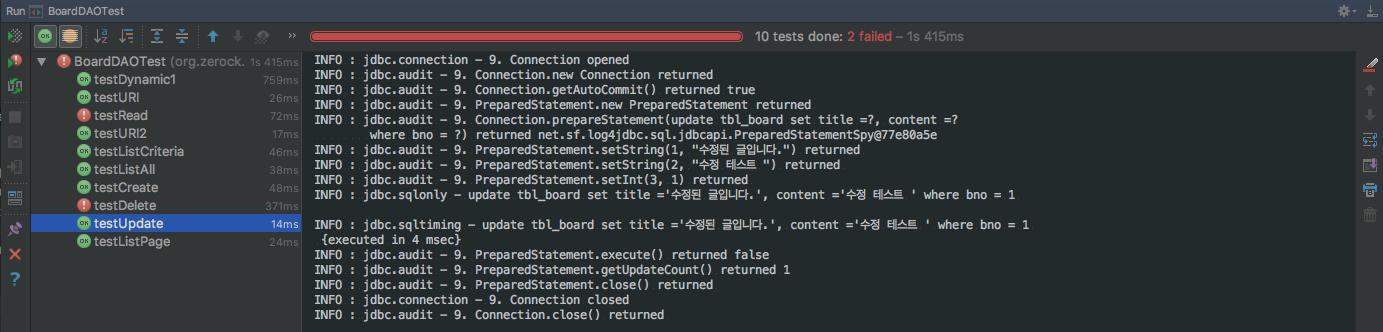 Run BoardDAOTest
10 tests done: 2 failed – 1s 415ms
BoardDAOTest (org.zerock. 1s 415ms
OK testDynamic1 759ms
OK testURI 26ms
testRead 72ms
OK testURI2 17ms
OK testListCriteria 46ms
OK testListAll 38ms
OK testCreate 48ms
testDelete 371ms
OK testUpdate 14ms
OK testListPage 24ms
INFO : jdbc.connection - 9. Connection opened
INFO : jdbc.audit - 9. Connection.new Connection returned
INFO : jdbc.audit - 9. Connection.getAutoCommit() returned true
INFO : jdbc.audit - 9. PreparedStatement.new PreparedStatement returned
INFO : jdbc.audit - 9. Connection.prepareStatement(update tbl_board set title =?, content =?
where bno = ?) returned net.sf.log4jdbc.sql.jdbcapi.PreparedStatementSpy@77e80a5e
INFO : jdbc.audit - 9. PreparedStatement.setString(1, "수정된 글입니다.") returned
INFO : jdbc.audit - 9. PreparedStatement.setString(2, "수정 테스트 ") returned
INFO : jdbc.audit - 9. PreparedStatement.setInt(3, 1) returned
INFO : jdbc.sqlonly - update tbl_board set title ='수정된 글입니다.', content ='수정 테스트 ' where bno = 1
INFO : jdbc.sqltiming - update tbl_board set title ='수정된 글입니다.', content ='수정 테스트 ' where bno = 1
{executed in 4 msec}
INFO : jdbc.audit - 9. PreparedStatement.execute() returned false
INFO : jdbc.audit - 9. PreparedStatement.getUpdateCount() returned 1
INFO : jdbc.audit - 9. PreparedStatement.close() returned
INFO : jdbc.connection - 9. Connection closed
INFO : jdbc.audit - 9. Connection.close() returned